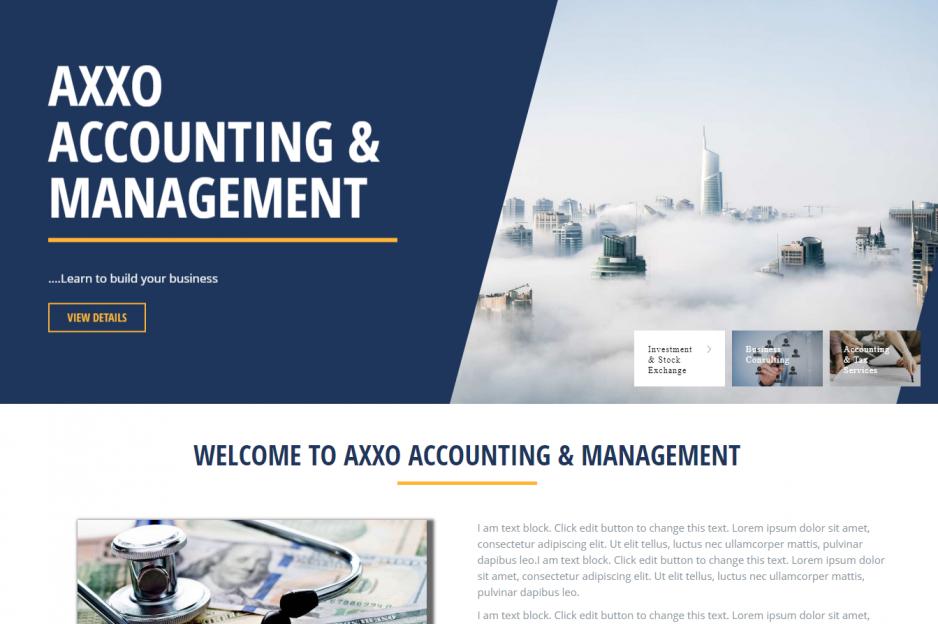 AXXO
ACCOUNTING &
MANAGEMENT
....Learn to build your business
VIEW DETAILS
Investment
& Stock
Exchange
Business
Consulting
Accounting
& Tax
Services
WELCOME TO AXXO ACCOUNTING & MANAGEMENT
I am text block. Click edit button to change this text. Lorem ipsum dolor sit amet,
consectetur adipiscing elit. Ut elit tellus, luctus nec ullamcorper mattis, pulvinar
dapibus leo.I am text block. Click edit button to change this text. Lorem ipsum dolor
sit amet, consectetur adipiscing elit. Ut elit tellus, luctus nec ullamcorper mattis,
pulvinar dapibus leo.
I am text block. Click edit button to change this text. Lorem ipsum dolor sit amet,